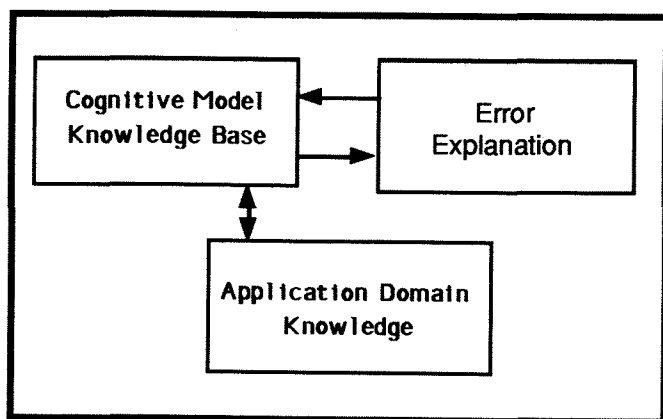 Cognitive Model
Knowledge Base
Error
Explanation
Application Domain
Knowledge